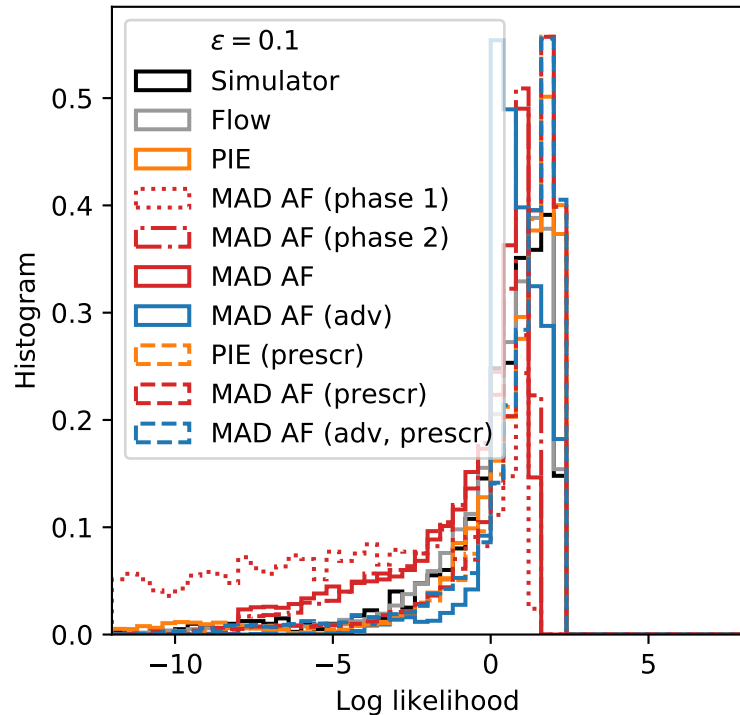 ε = 0.1
Simulator
Flow
PIE
MAD AF (phase 1)
MAD AF (phase 2)
MAD AF
MAD AF (adv)
PIE (prescr)
MAD AF (prescr)
MAD AF (adv, prescr)
Histogram
0.5
0.4
0.3
0.2
0.1
0.0
−10 −5 0 5
Log likelihood